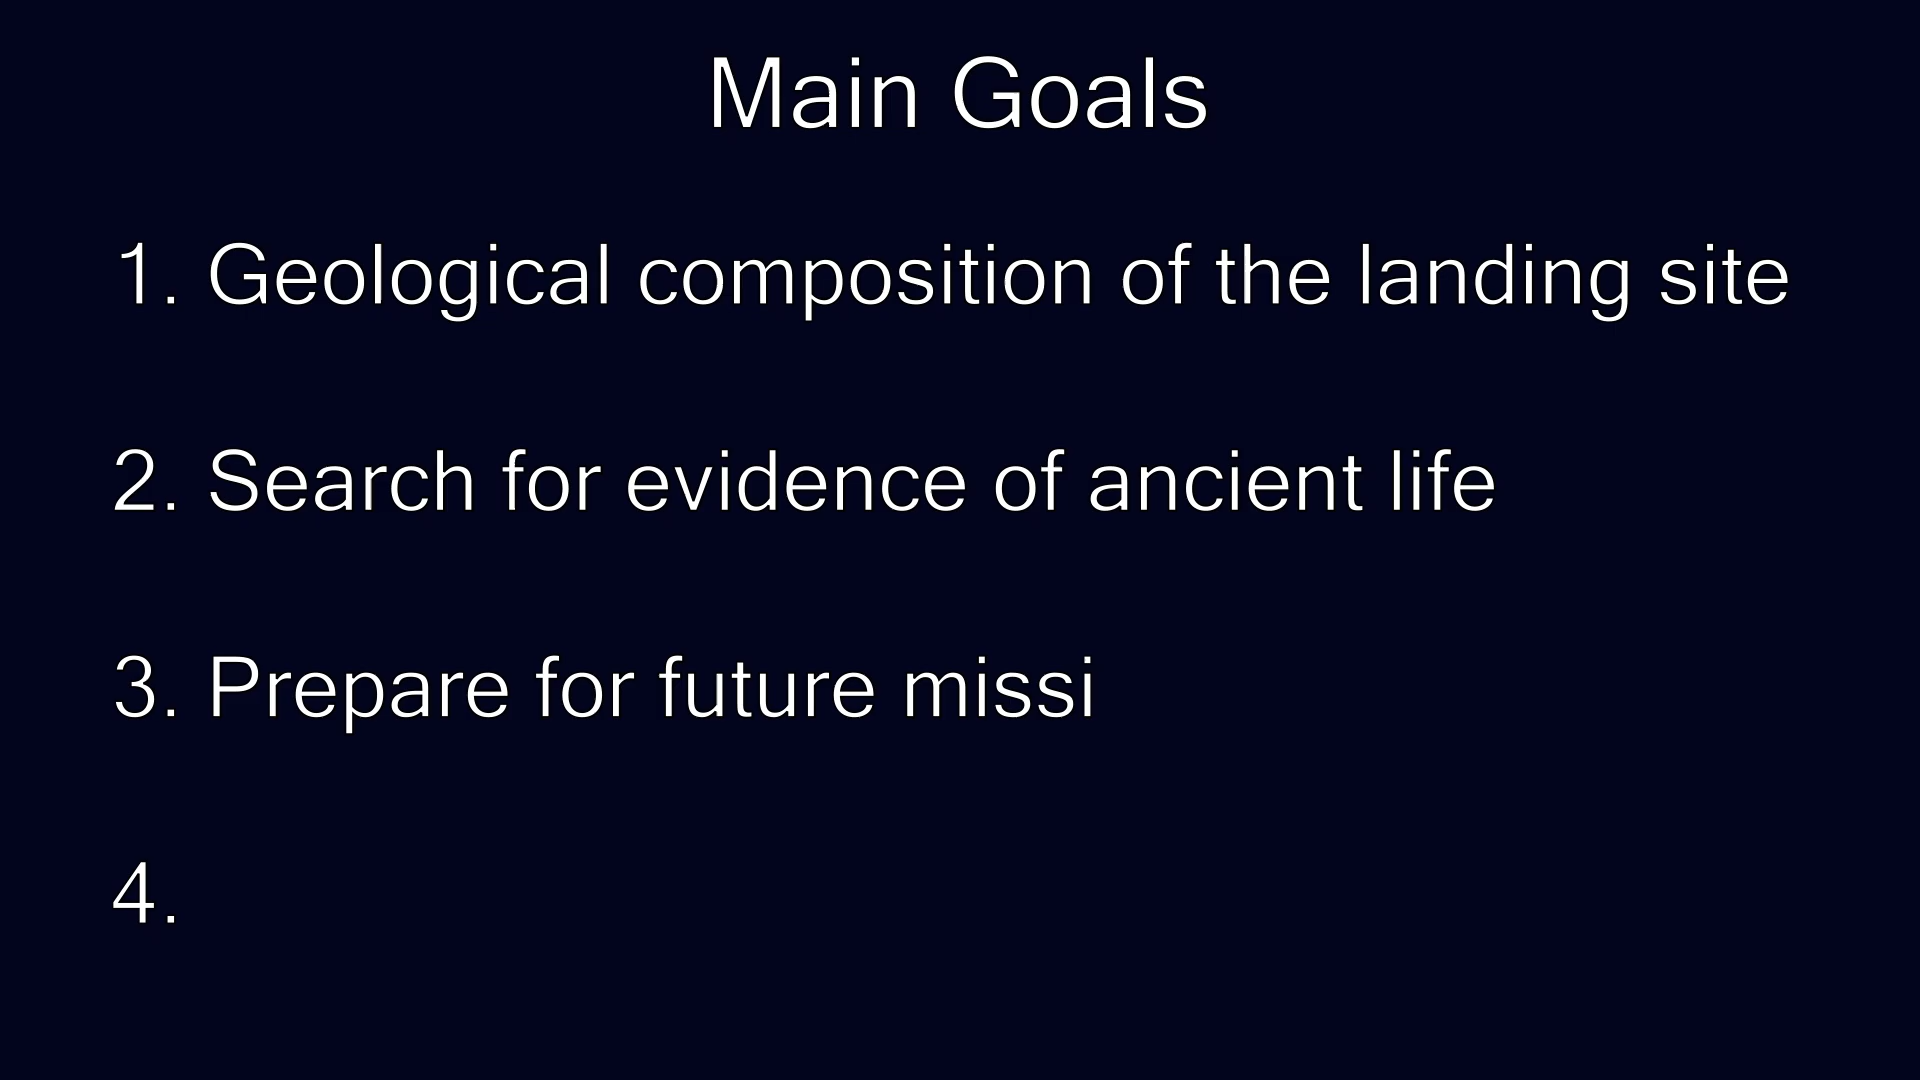 Main Goals
1. Geological composition of the landing site
2. Search for evidence of ancient life
3. Prepare for future missi
4.